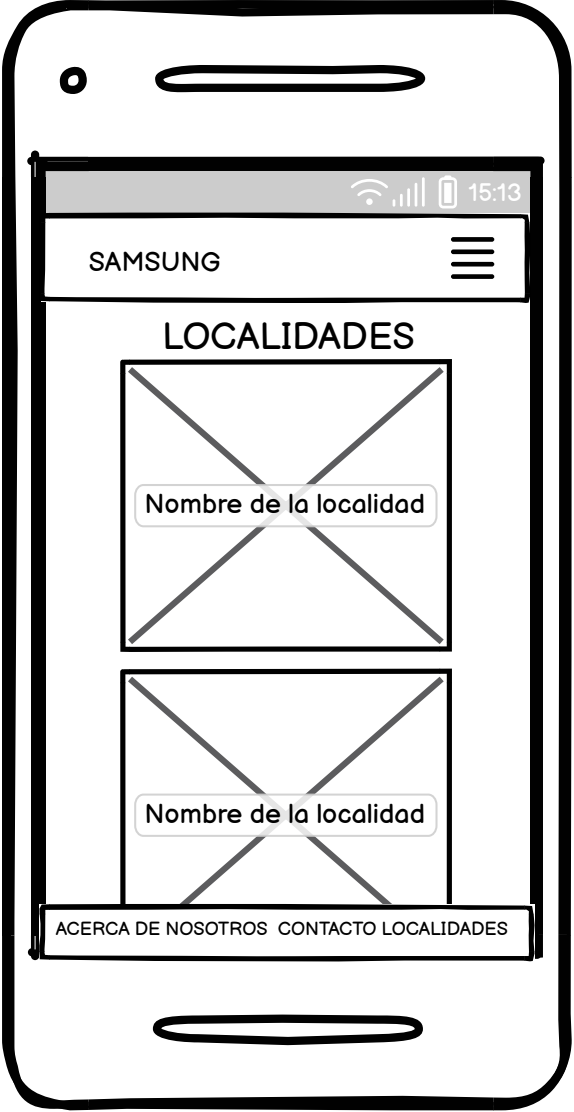 15:13
SAMSUNG
LOCALIDADES
Nombre de la localidad
Nombre de la localidad
ACERCA DE NOSOTROS CONTACTO LOCALIDADES